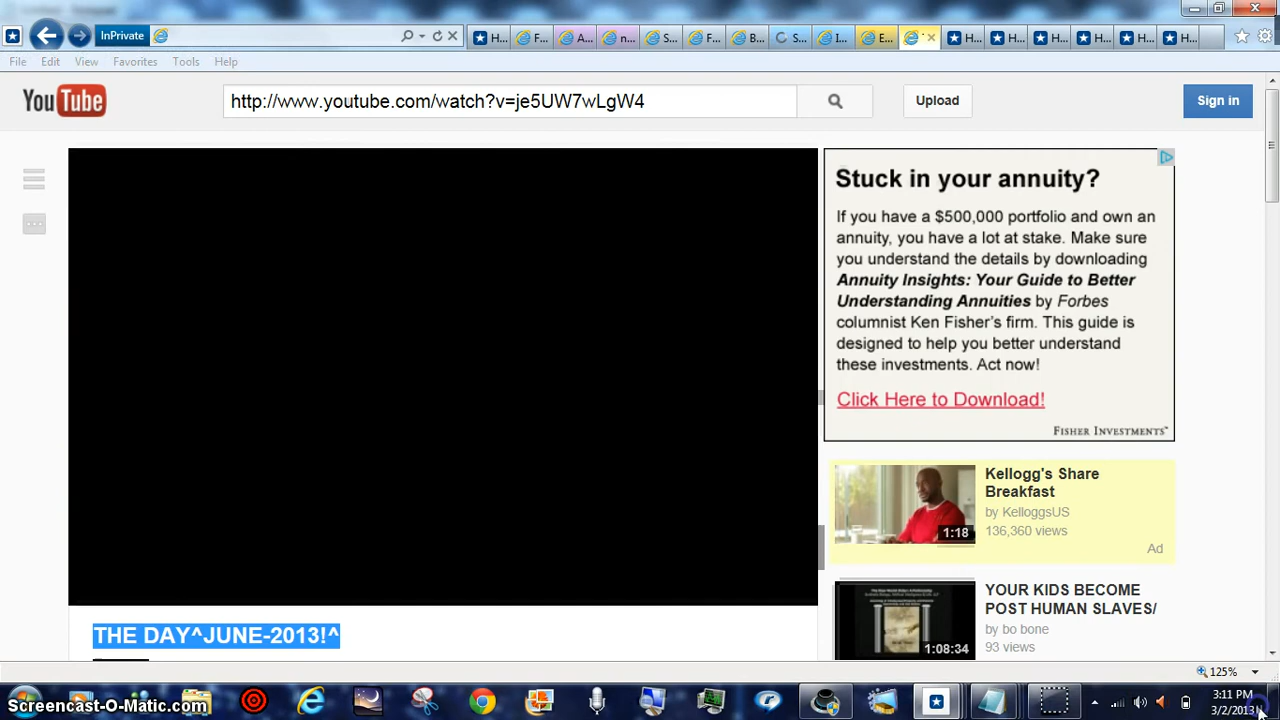 InPrivate
H...
F...
A...
n...
S...
F...
B...
S...
I...
E...
H...
H...
H...
H...
H...
H...
File Edit View Favorites Tools Help
YouTube
http://www.youtube.com/watch?v=je5UW7wLgW4
Upload
Sign in
Stuck in your annuity?
If you have a $500,000 portfolio and own an
annuity, you have a lot at stake. Make sure
you understand the details by downloading
Annuity Insights: Your Guide to Better
Understanding Annuities by Forbes
columnist Ken Fisher's firm. This guide is
designed to help you better understand
these investments. Act now!
Click Here to Download!
FISHER INVESTMENTS™
Kellogg's Share
Breakfast
by KelloggsUS
136,360 views
1:18
Ad
YOUR KIDS BECOME
POST HUMAN SLAVES/
by bo bone
93 views
1:08:34
THE DAY^JUNE-2013!^
125%
Screencast-O-Matic.com
3:11 PM
3/2/2013